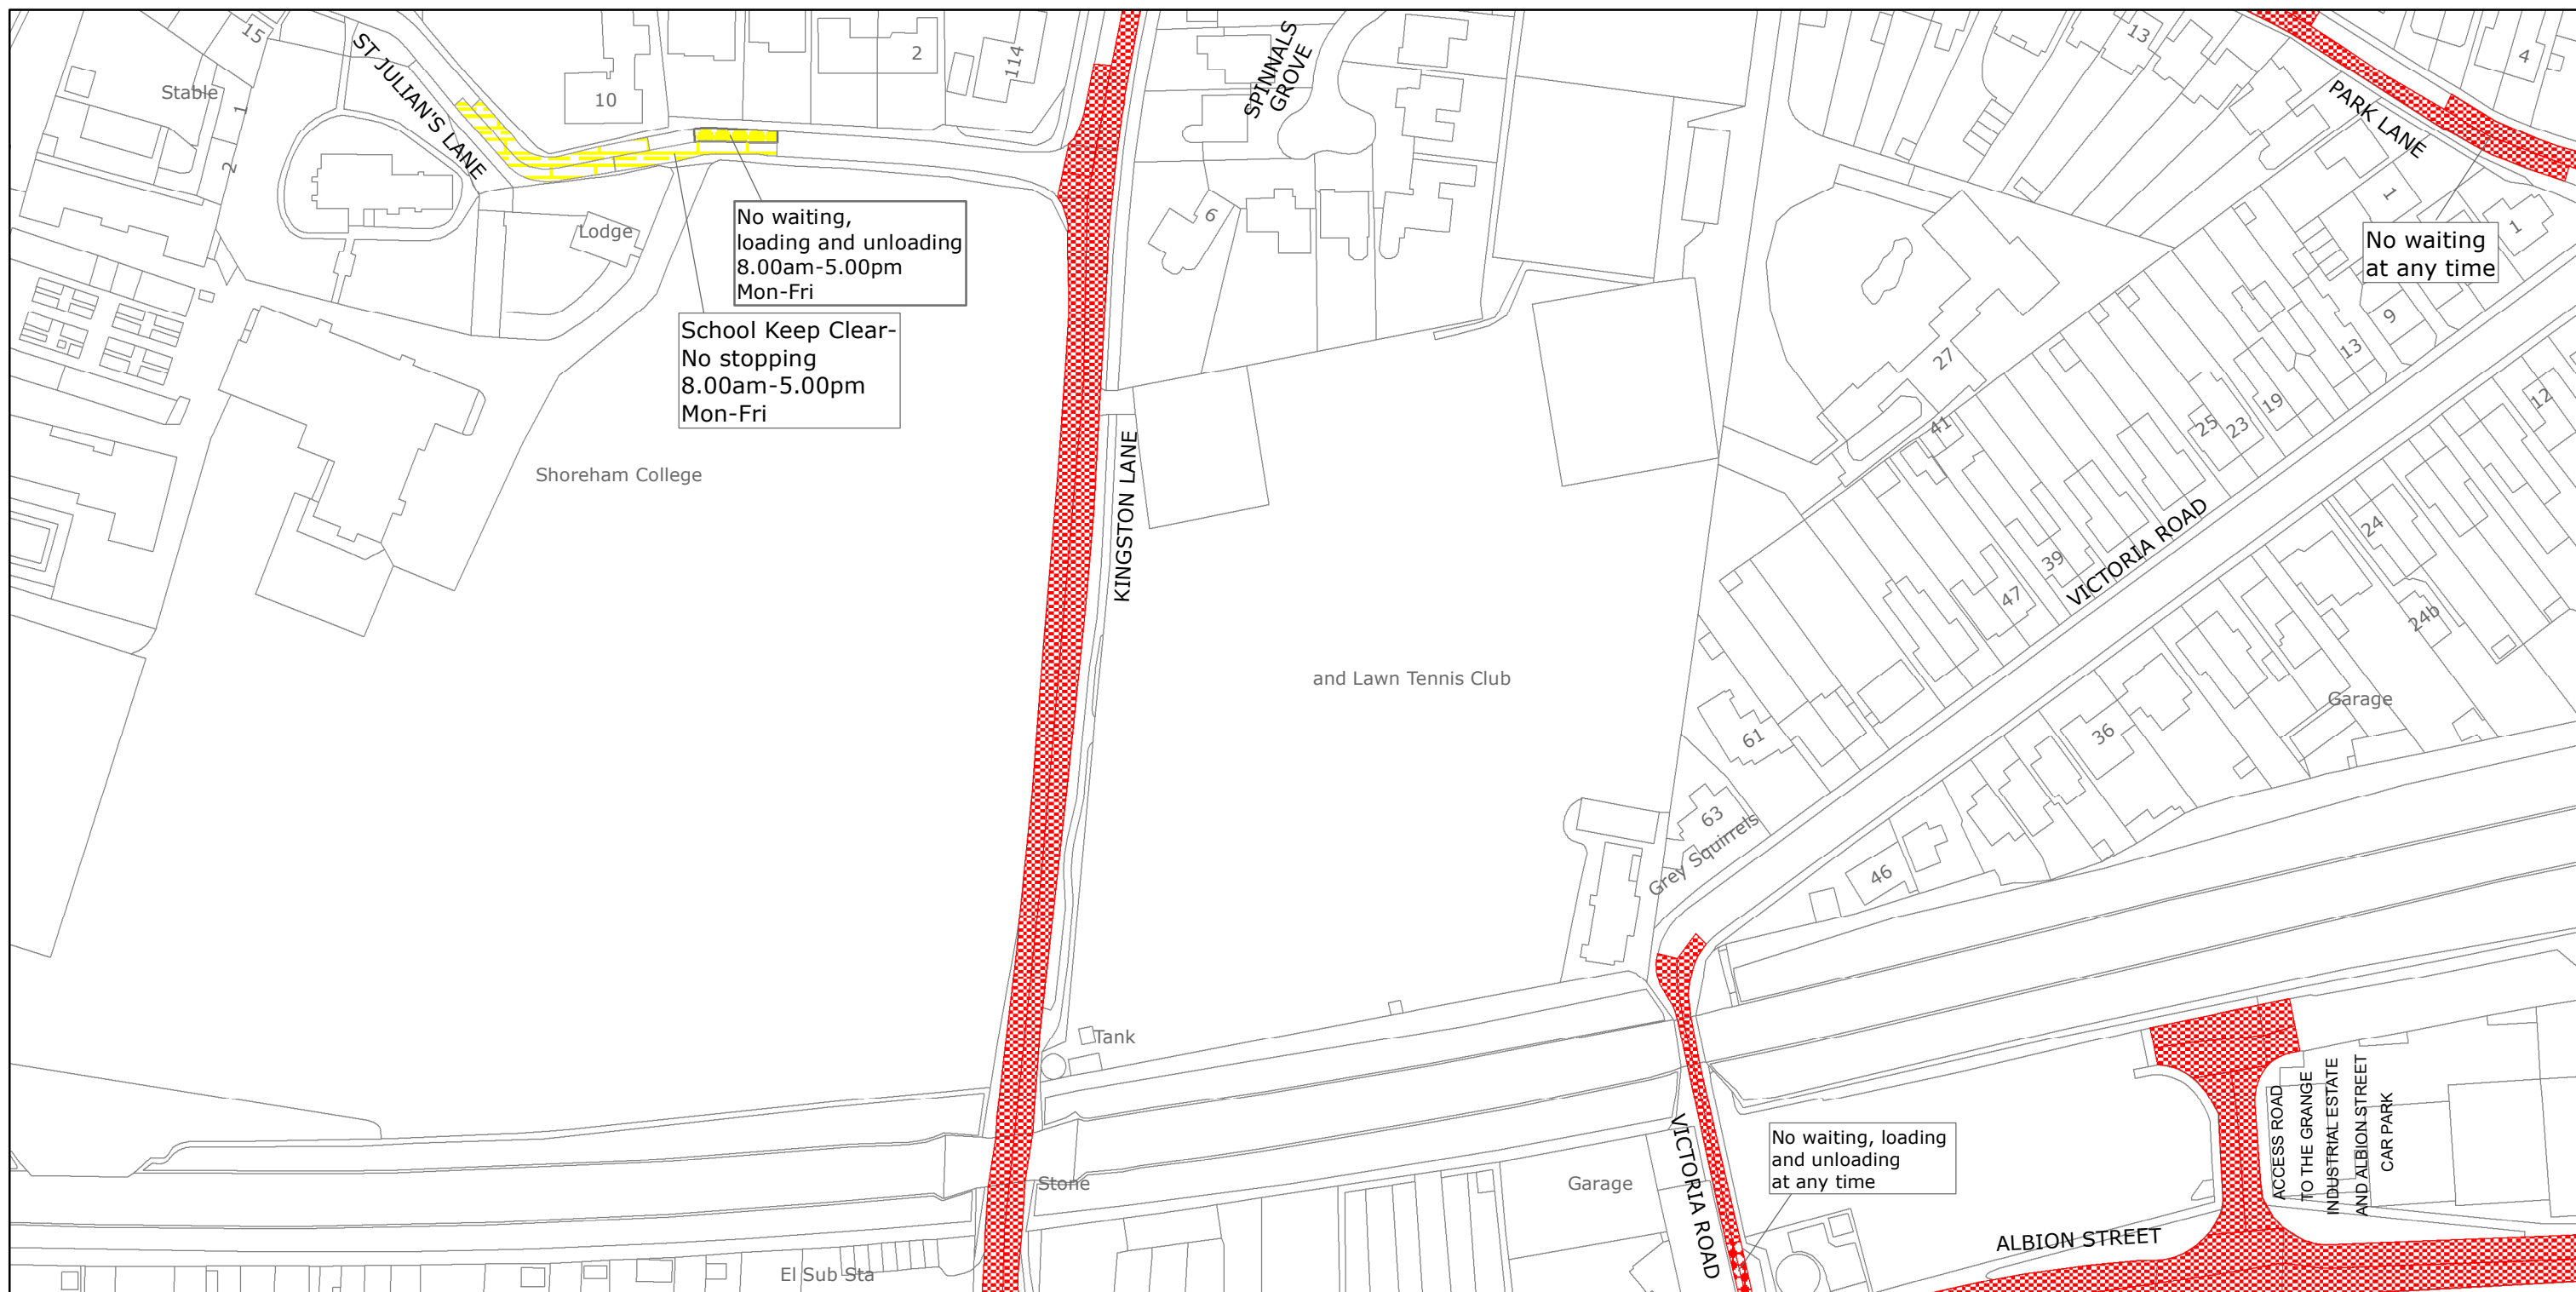 15
Stable
1
2
ST JULIAN'S LANE
10
2
114
SPINNALS
GROVE
13
4
PARK LANE
1
1
No waiting
at any time
9
13
6
Lodge
No waiting,
loading and unloading
8.00am-5.00pm
Mon-Fri
School Keep Clear-
No stopping
8.00am-5.00pm
Mon-Fri
27
41
25
23
19
12
Shoreham College
KINGSTON LANE
VICTORIA ROAD
24
39
47
24b
and Lawn Tennis Club
Garage
61
36
63
Grey Squirrels
46
Tank
Stone
Garage
VICTORIA ROAD
No waiting, loading
and unloading
at any time
ACCESS ROAD
TO THE GRANGE
INDUSTRIAL ESTATE
AND ALBION STREET
CAR PARK
ALBION STREET
El Sub Sta